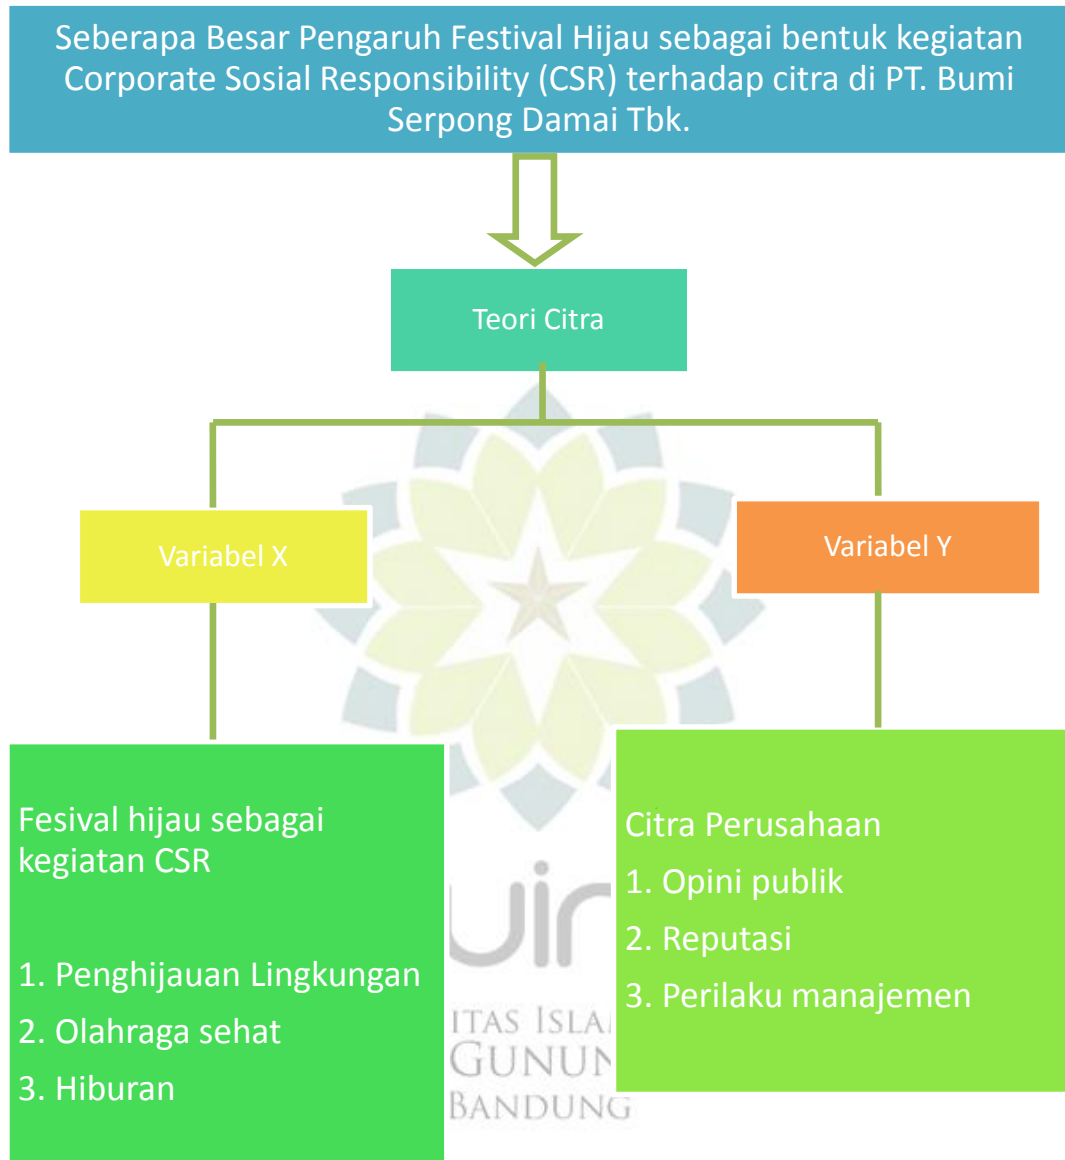 Seberapa Besar Pengaruh Festival Hijau sebagai bentuk kegiatan
Corporate Sosial Responsibility (CSR) terhadap citra di PT. Bumi
Serpong Damai Tbk.
Teori Citra
Variabel X
Variabel Y
Fesival hijau sebagai
kegiatan CSR
1. Penghijauan Lingkungan
2. Olahraga sehat
3. Hiburan
Citra Perusahaan
1. Opini publik
2. Reputasi
3. Perilaku manajemen
BANDUNG